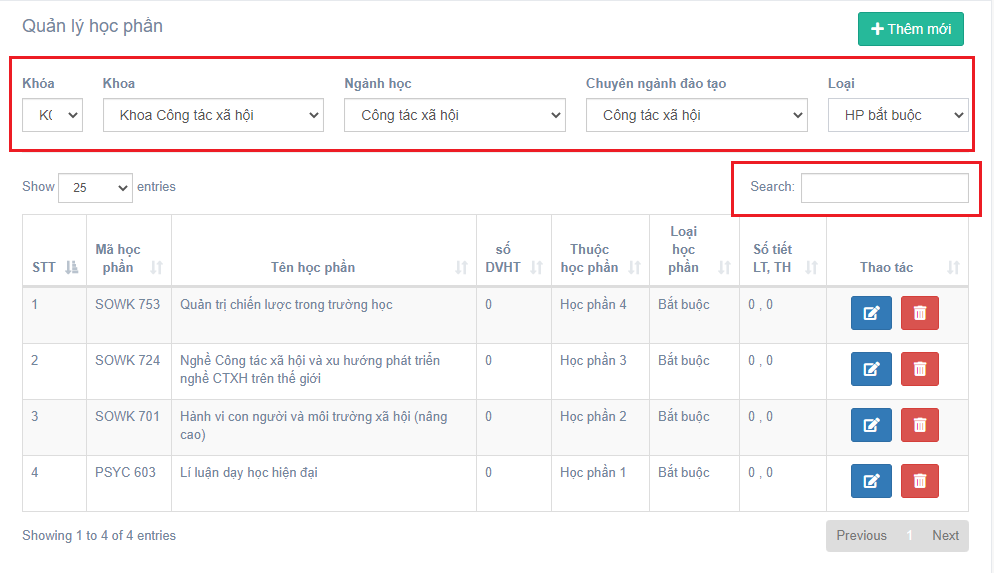 Quản lý học phần
Thêm mới
Khóa Khoa Ngành học Chuyên ngành đào tạo Loại
Khoa Công tác xã hội Công tác xã hội Công tác xã hội HP bắt buộc
Show 25 entries Search:
STT Mã học phần Tên học phần số DVHT Thuộc học phần Loại học phần Số tiết LT, TH Thao tác
1 SOWK 753 Quản trị chiến lược trong trường học 0 Học phần 4 Bắt buộc 0 , 0
2 SOWK 724 Nghề Công tác xã hội và xu hướng phát triển 0 Học phần 3 Bắt buộc 0 , 0
nghề CTXH trên thế giới
3 SOWK 701 Hành vi con người và môi trường xã hội (nâng 0 Học phần 2 Bắt buộc 0 , 0
cao)
4 PSYC 603 Lí luận dạy học hiện đại 0 Học phần 1 Bắt buộc 0 , 0
Showing 1 to 4 of 4 entries
Previous 1 Next